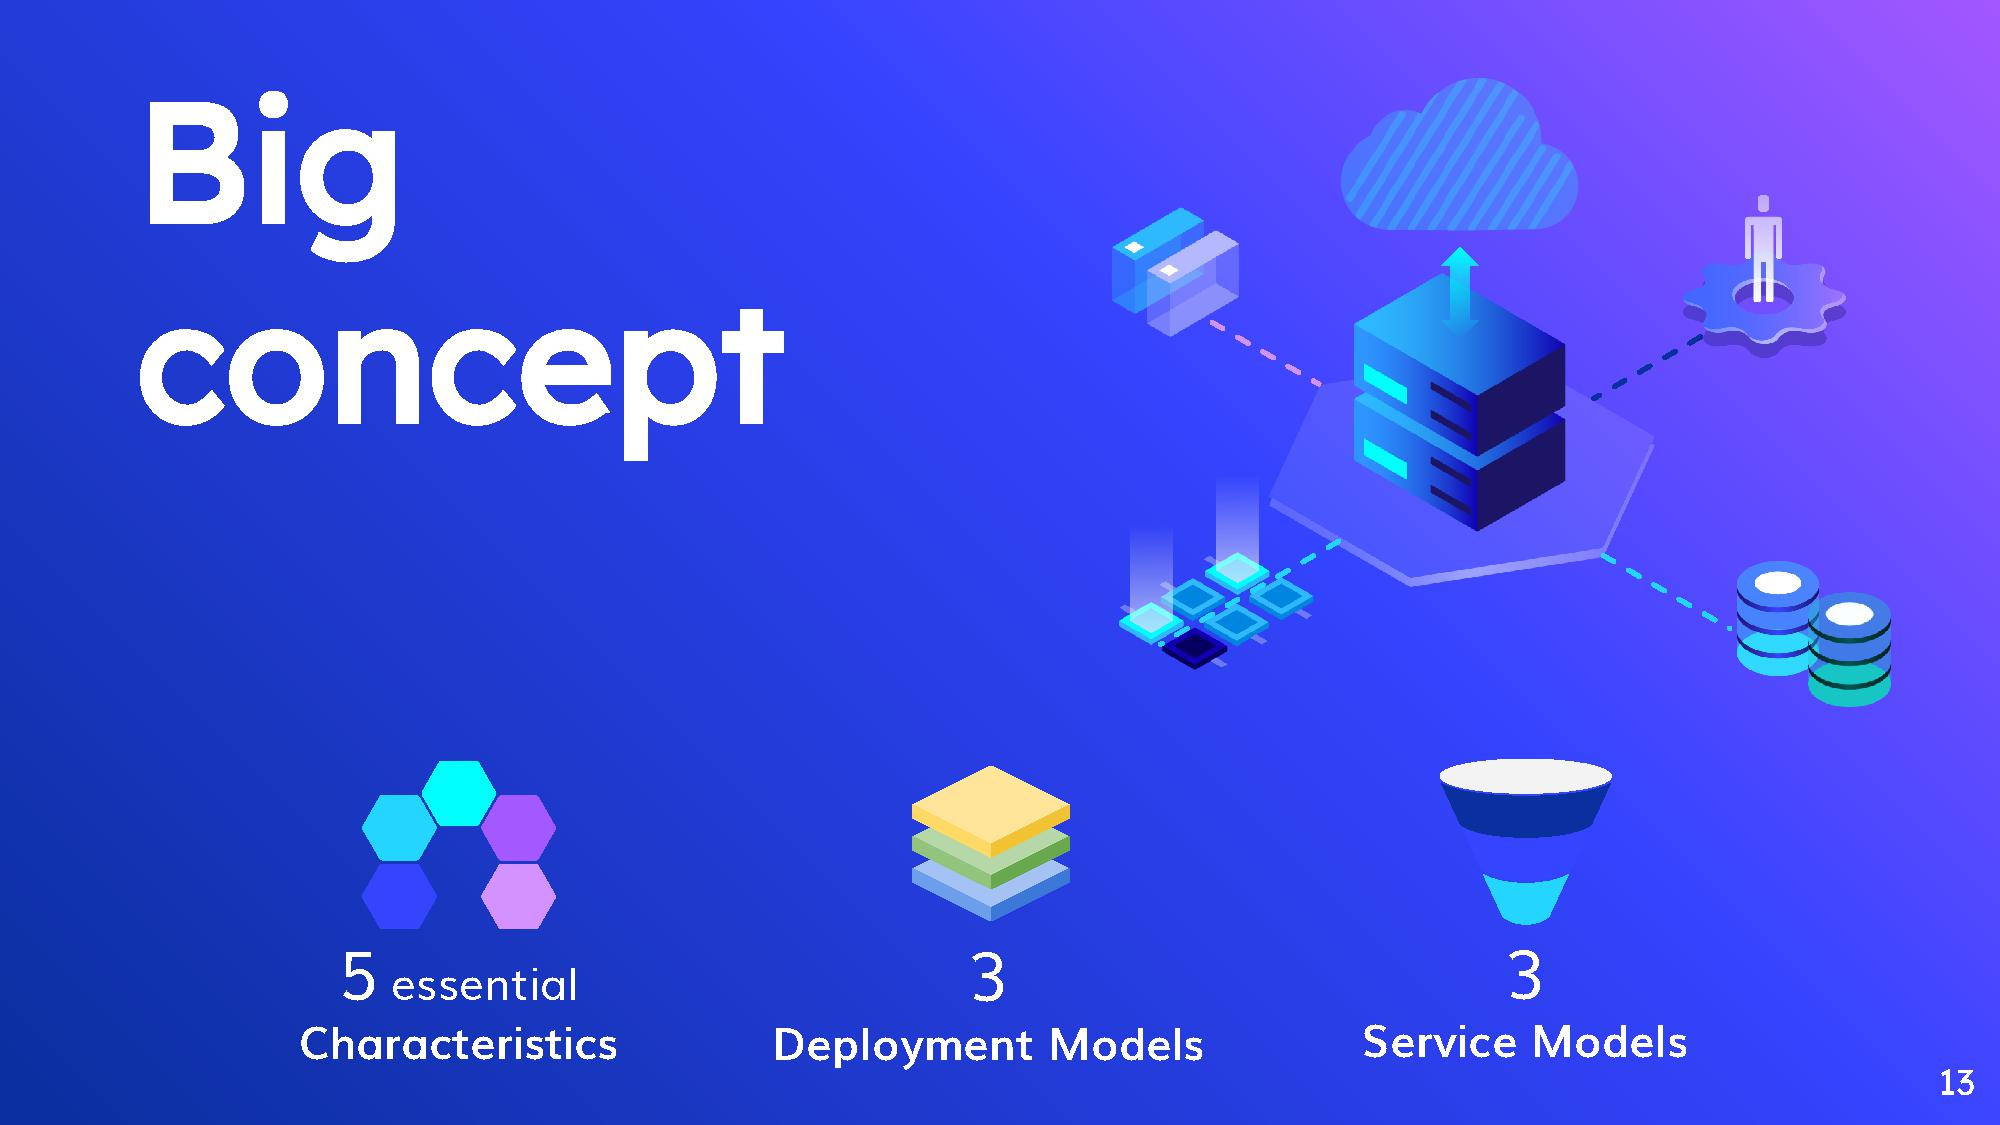 Big
concept
5 essential
Characteristics
3
Deployment Models
3
Service Models
13